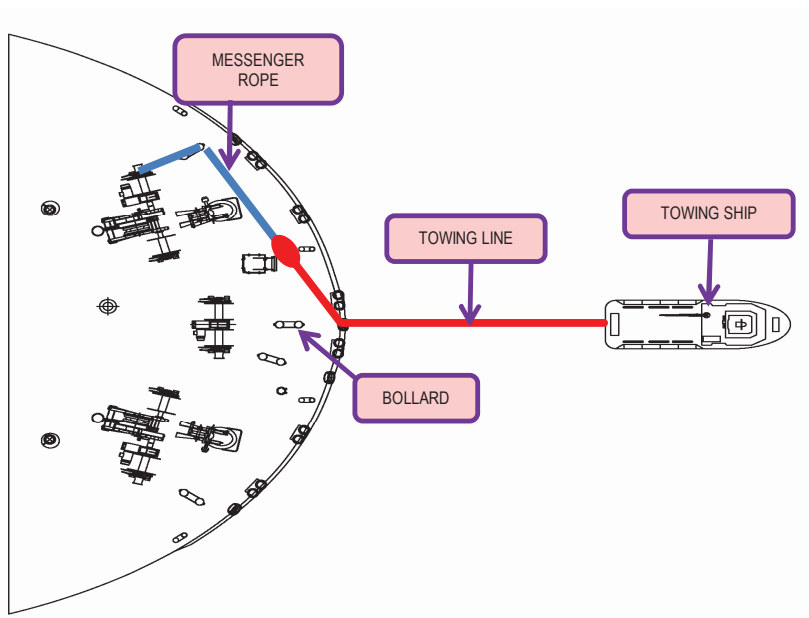 MESSENGER
ROPE
TOWING LINE
TOWING SHIP
BOLLARD